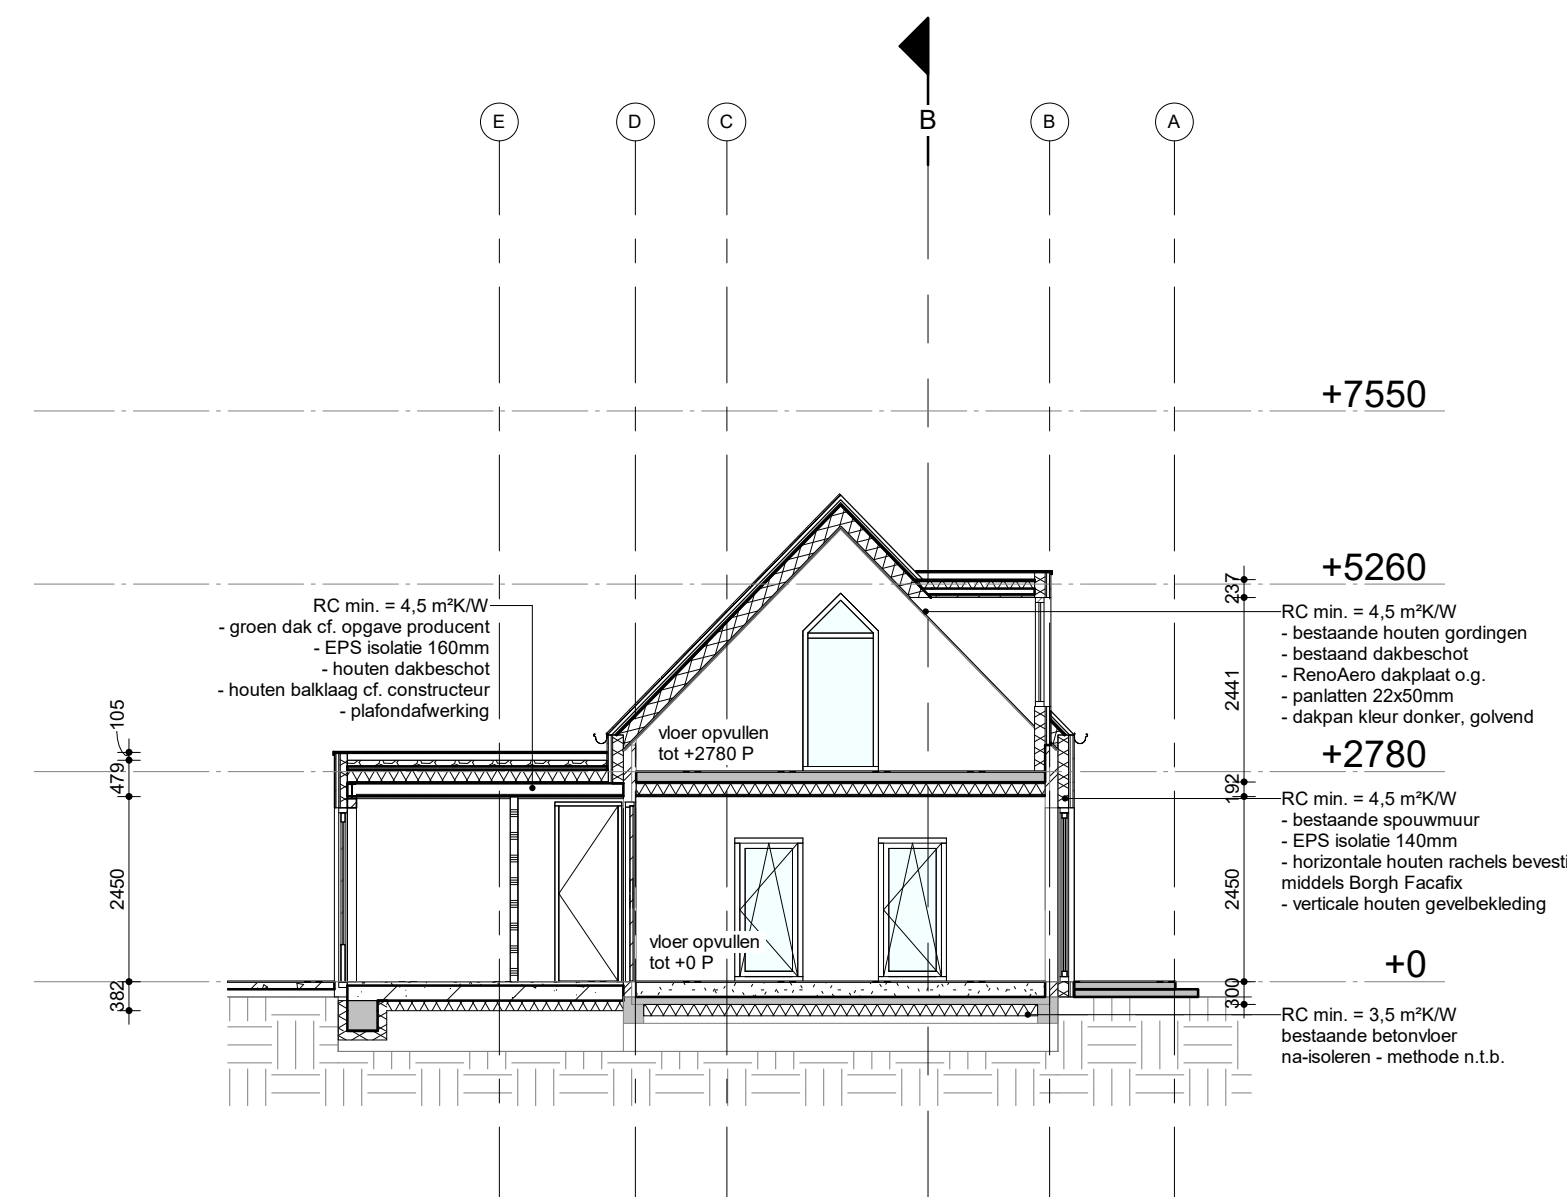 E
D
C
B
B
A
+7550
+5260
+2780
+0
RC min. = 4,5 m²K/W
- groen dak cf. opgave producent
- EPS isolatie 160mm
- houten dakbeschot
- houten balklaag cf. constructeur
- plafondafwerking
105
479
2450
382
vloer opvullen
tot +2780 P
vloer opvullen
tot +0 P
237
2441
192
2450
300
RC min. = 4,5 m²K/W
- bestaande houten gordingen
- bestaand dakbeschot
- RenoAero dakplaat o.g.
- panlatten 22x50mm
- dakpan kleur donker, golvend
RC min. = 4,5 m²K/W
- bestaande spouwmuur
- EPS isolatie 140mm
- horizontale houten rachels bevesti
middels Borgh Facafix
- verticale houten gevelbekleding
RC min. = 3,5 m²K/W
bestaande betonvloer
na-isoleren - methode n.t.b.